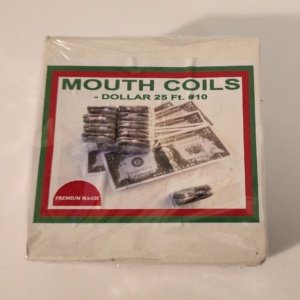 MOUTH COILS
- DOLLAR 25 Ft. #10
PREMIUM MAGIC